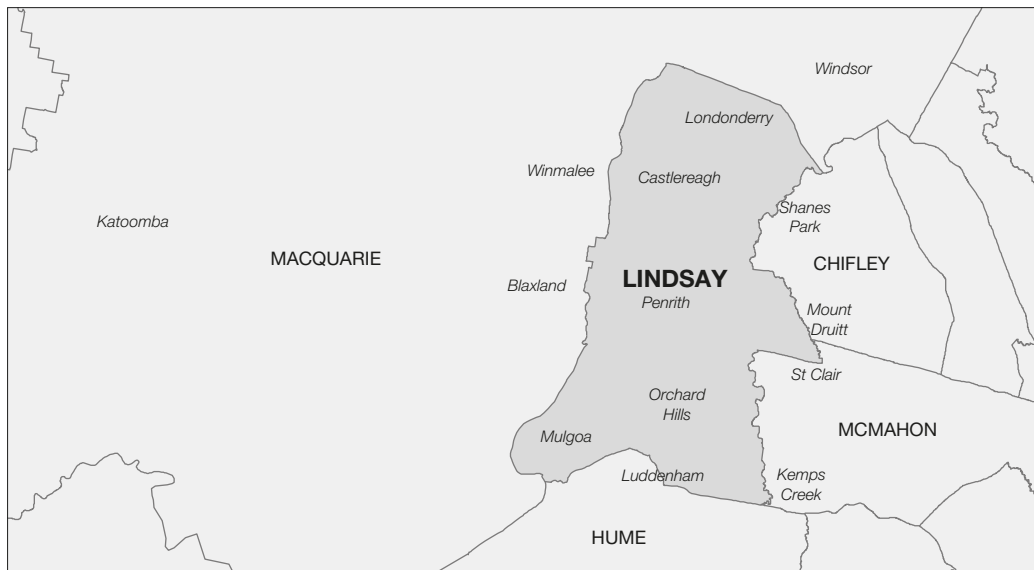 Windsor
Londonderry
Winmalee
Castlereagh
Katoomba
Shanes
Park
MACQUARIE
CHIFLEY
LINDSAY
Blaxland
Penrith
Mount
Druitt
St Clair
Orchard
Hills
MCMAHON
Mulgoa
Luddenham
Kemps
Creek
HUME